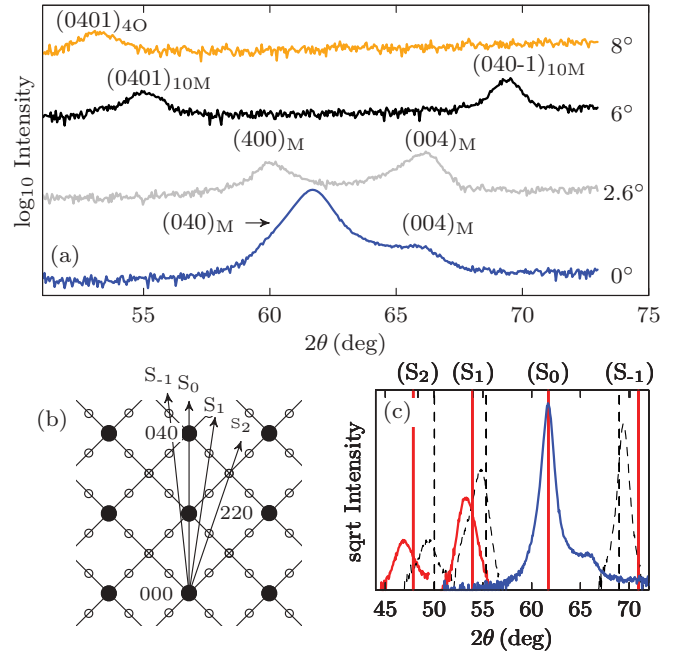 (0401)4O
8°
(0401)10M
(040-1)10M
6°
(400)M
(004)M
2.6°
(040)M
(004)M
(a)
0°
log10 Intensity
55 60 65 70 75
2θ (deg)
(b)
S-1
S0
S1
S2
040
220
000
(S2) (S1) (S0) (S-1)
(c)
sqrt Intensity
45 50 55 60 65 70
2θ (deg)